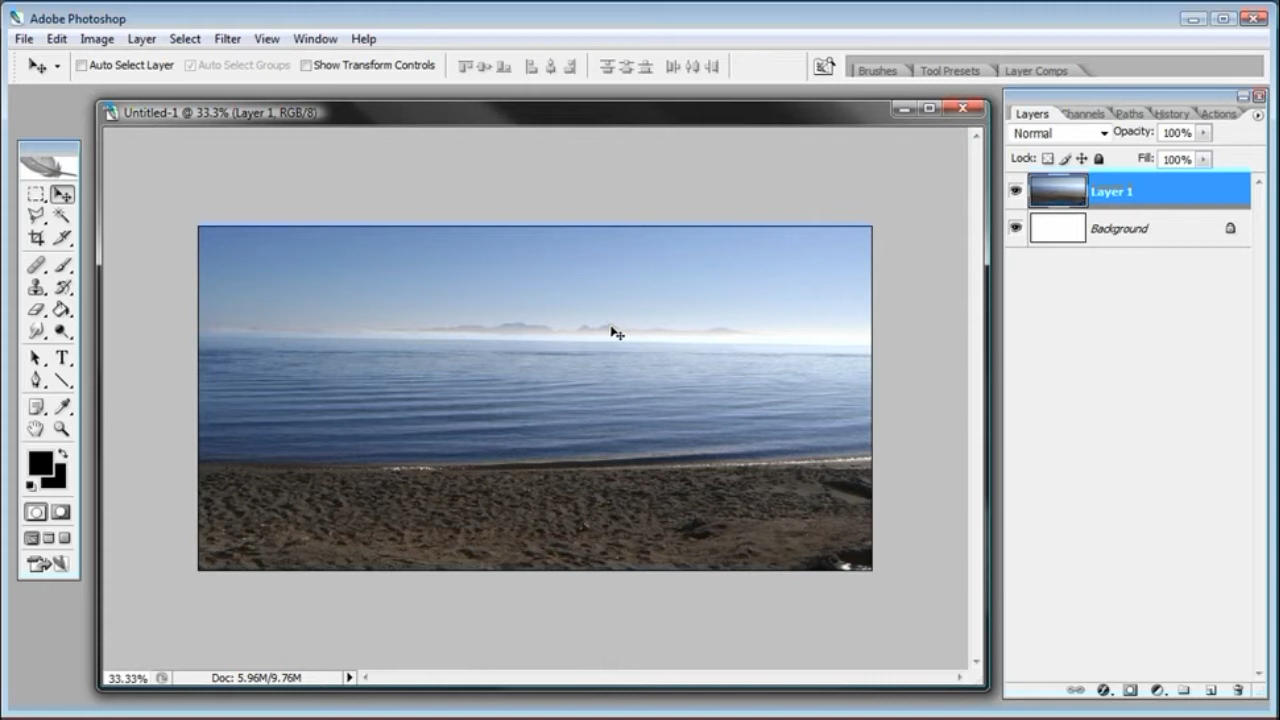 Adobe Photoshop
File Edit Image Layer Select Filter View Window Help
Auto Select Layer Auto Select Groups Show Transform Controls Brushes Tool Presets Layer Comps
Untitled-1 @ 33.3% (Layer 1, RGB/8)
Layers Channels Paths History Actions
Normal Opacity: 100%
Lock: Fill: 100%
Layer 1
Background
T
33.33% Doc: 5.96M/9.76M